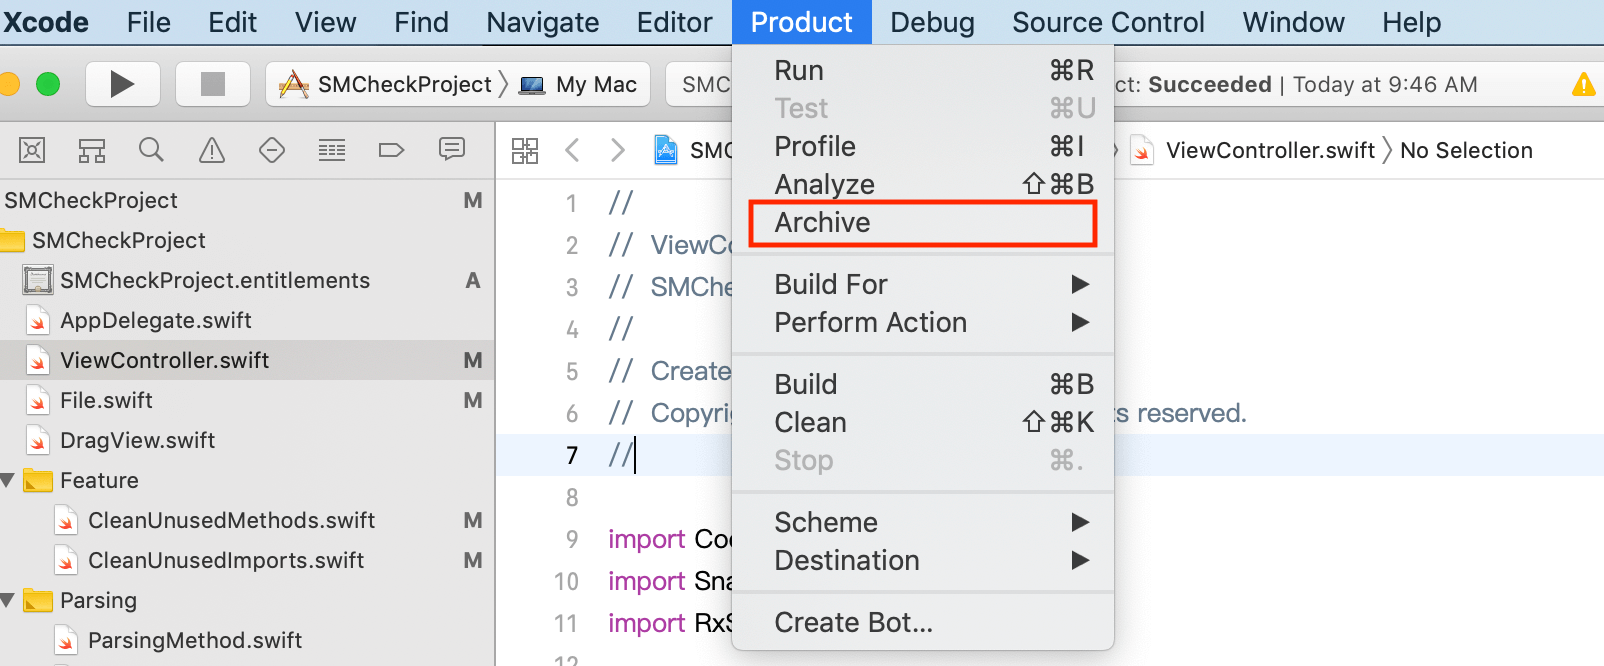 Xcode File Edit View Find Navigate Editor Product Debug Source Control Window Help
SMCheckProject 〉 My Mac
SMC
ct: Succeeded | Today at 9:46 AM
SMC
ViewController.swift 〉 No Selection
SMCheckProject M
SMCheckProject
SMCheckProject.entitlements A
AppDelegate.swift
ViewController.swift M
File.swift M
DragView.swift
Feature
CleanUnusedMethods.swift M
CleanUnusedImports.swift M
Parsing
ParsingMethod.swift
1 //
2 // ViewCo
3 // SMChe
4 //
5 // Create
6 // Copyri
s reserved.
7 //
8
9 import Coc
10 import Sna
11 import RxS
12
Run ⌘R
Test ⌘U
Profile ⌘I
Analyze ⇧⌘B
Archive
Build For ▶
Perform Action ▶
Build ⌘B
Clean ⇧⌘K
Stop ⌘.
Scheme ▶
Destination ▶
Create Bot...